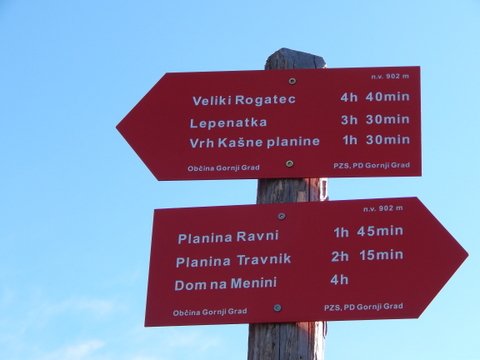 n.v. 902 m
Veliki Rogatec 4h 40min
Lepenatka 3h 30min
Vrh Kašne planine 1h 30min
Občina Gornji Grad PZS, PD Gornji Grad
n.v. 902 m
Planina Ravni 1h 45min
Planina Travnik 2h 15min
Dom na Menini 4h
Občina Gornji Grad PZS, PD Gornji Grad